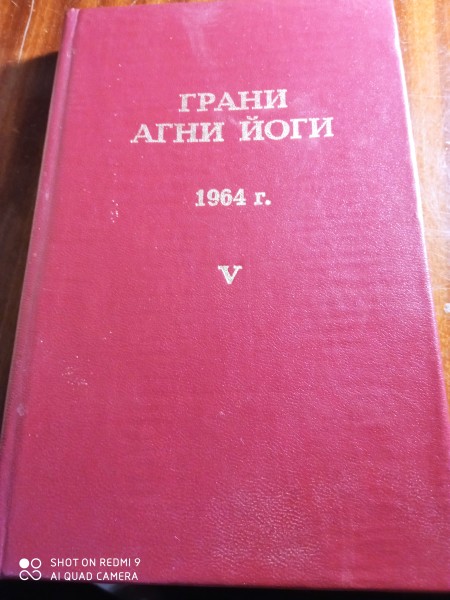 ГРАНИ
АГНИ ЙОГИ
1964 г.
V
SHOT ON REDMI 9
AI QUAD CAMERA